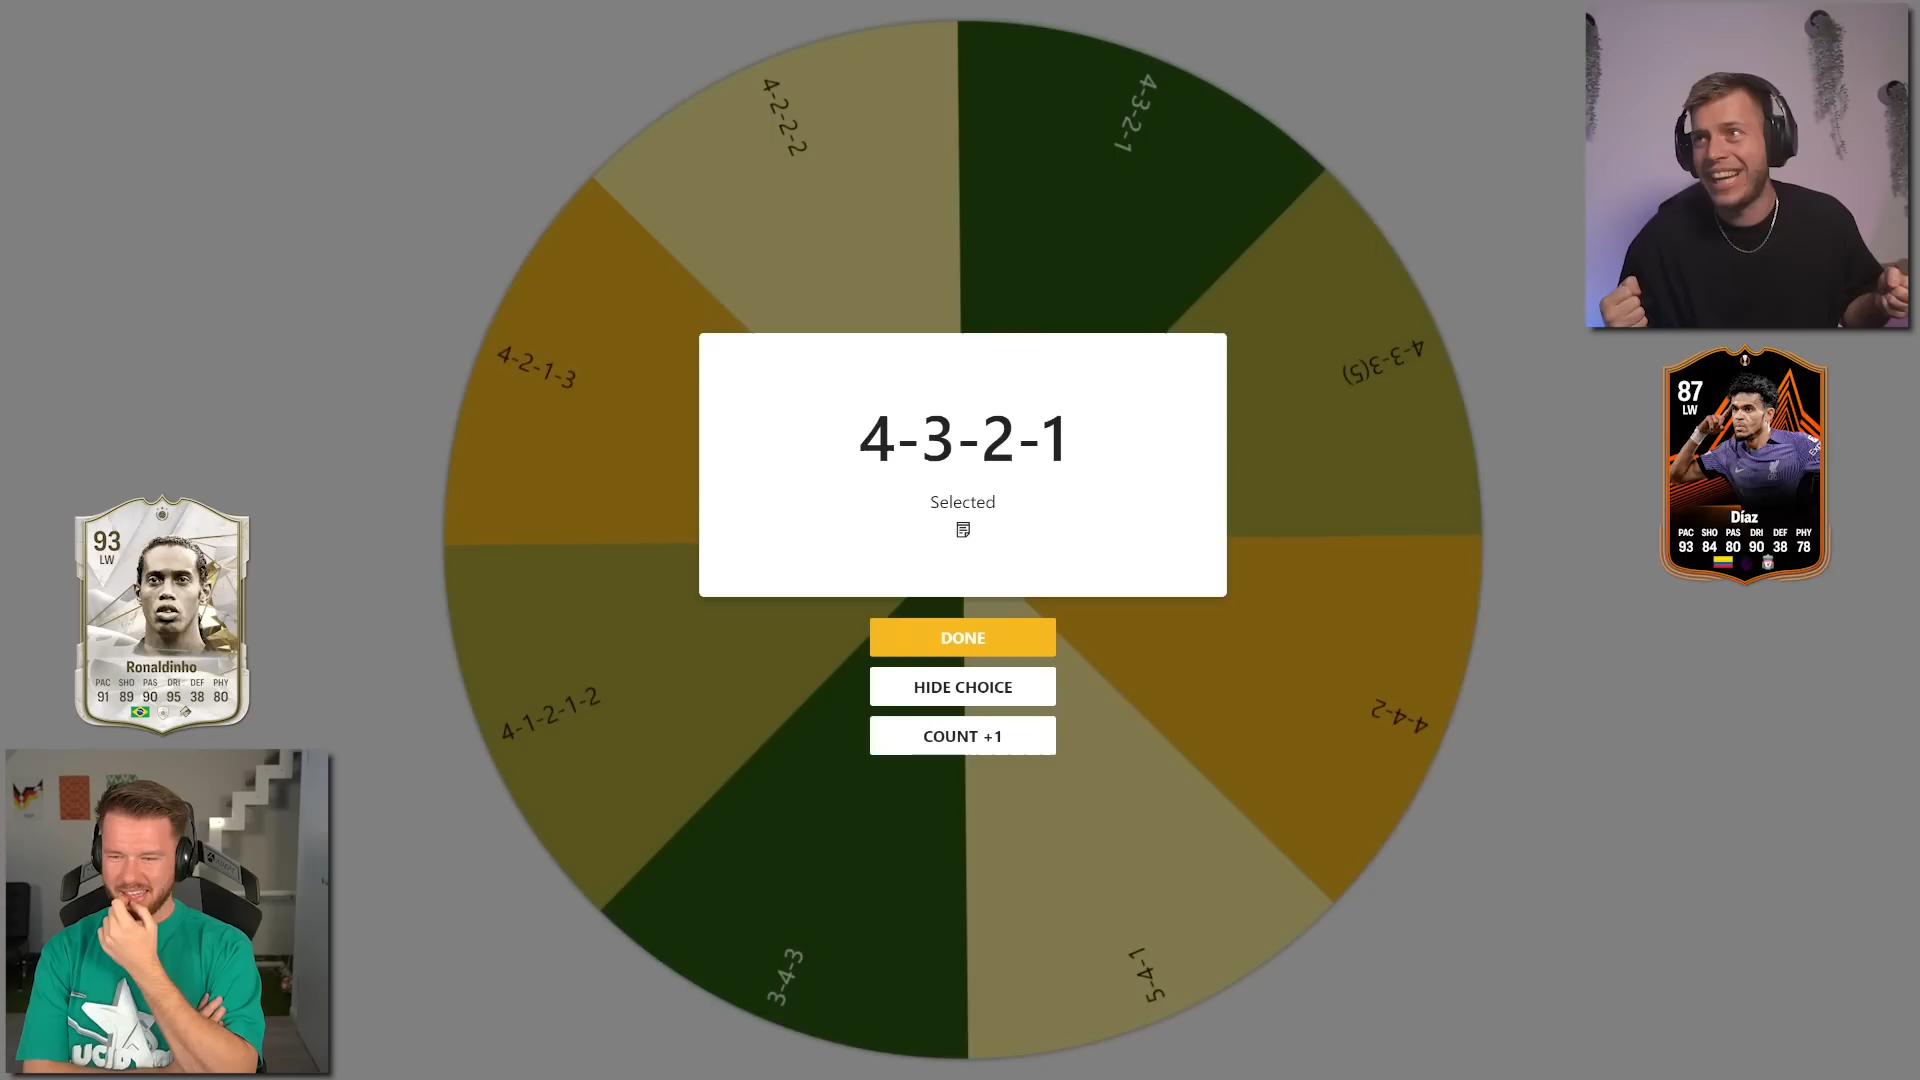 4-2-2-2
4-3-2-1
4-2-1-3
4-3-3(5)
4-3-2-1
Selected
DONE
HIDE CHOICE
COUNT +1
4-1-2-1-2
4-4-2
3-4-3
5-4-1
87
LW
Díaz
PAC SHO PAS DRI DEF PHY
93 84 80 90 38 78
93
LW
Ronaldinho
PAC SHO PAS DRI DEF PHY
91 89 90 95 38 80